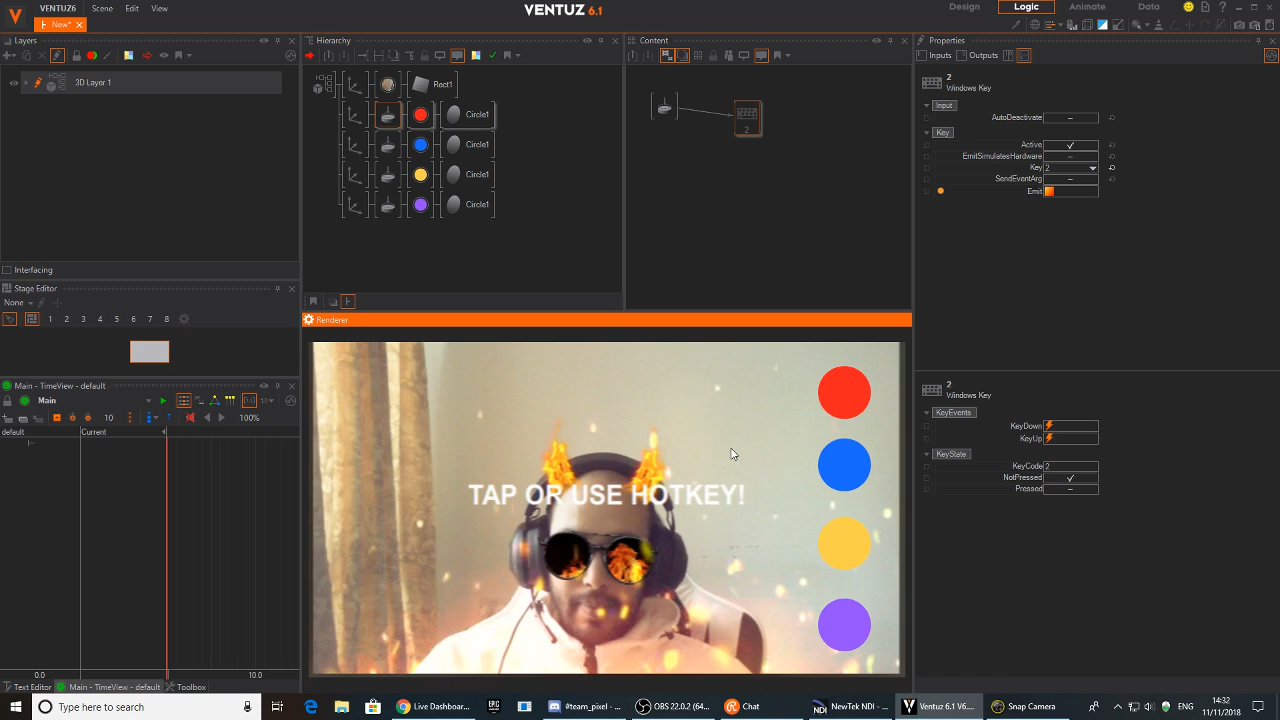 VENTUZ6 Scene Edit View
VENTUZ 6.1
Design Logic Animate Data
New*
Layers
Hierarchy
Content
Properties
Inputs Outputs
3D Layer 1
Rect1
Circle1
Circle1
Circle1
Circle1
2
2
Windows Key
Input
AutoDeactivate
Key
Active
EmitSimulatesHardware
Key 2
SendEventArg
Emit
Interfacing
Stage Editor
None
1 2 3 4 5 6 7 8
Renderer
TAP OR USE HOTKEY!
Main - TimeView - default
Main
10
100%
default
Current
0.0
10.0
Text Editor
Main - TimeView - default
Toolbox
2
Windows Key
KeyEvents
KeyDown
KeyUp
KeyState
KeyCode 2
NotPressed
Pressed
Type here to search
Live Dashboar...
EPIC
#team_pixel - ...
OBS 22.0.2 (64...
Chat
NDI
NewTek NDI - ...
Ventuz 6.1 V6....
Snap Camera
ENG
14:32
11/11/2018